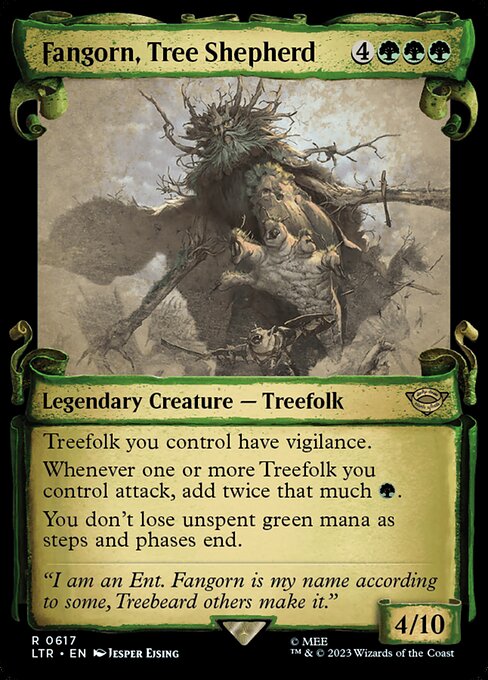 Fangorn, Tree Shepherd 4
Legendary Creature — Treefolk
Treefolk you control have vigilance.
Whenever one or more Treefolk you
control attack, add twice that much .
You don't lose unspent green mana as
steps and phases end.
“I am an Ent. Fangorn is my name according
to some, Treebeard others make it.”
4/10
R 0617
LTR • EN Jesper Eising
© MEE
™ & © 2023 Wizards of the Coast